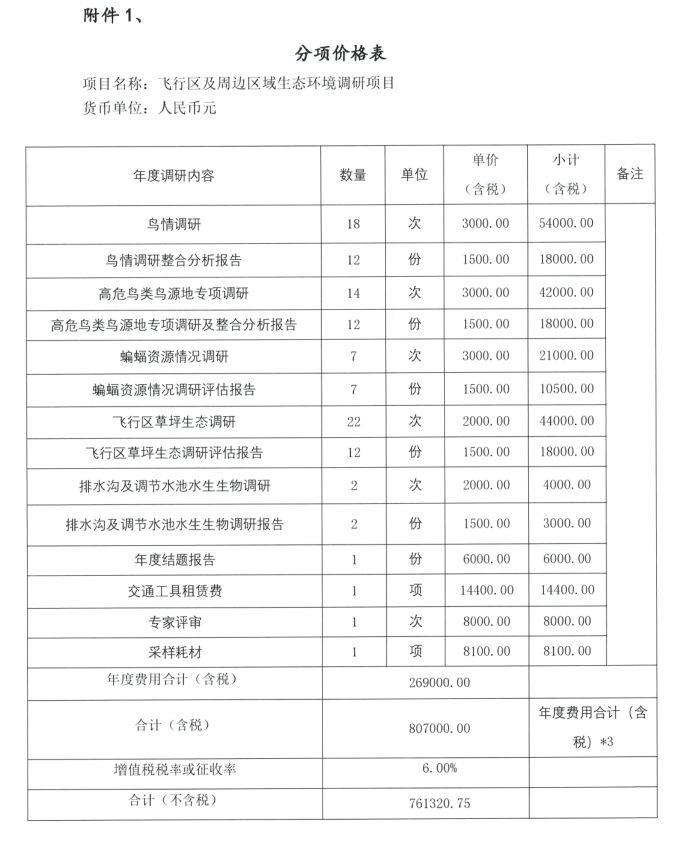 附件 1、
分项价格表
项目名称：飞行区及周边区域生态环境调研项目
货币单位：人民币元
年度调研内容 数量 单位 单价（含税） 小计（含税） 备注
鸟情调研 18 次 3000.00 54000.00
鸟情调研整合分析报告 12 份 1500.00 18000.00
高危鸟类鸟源地专项调研 14 次 3000.00 42000.00
高危鸟类鸟源地专项调研及整合分析报告 12 份 1500.00 18000.00
蝙蝠资源情况调研 7 次 3000.00 21000.00
蝙蝠资源情况调研评估报告 7 份 1500.00 10500.00
飞行区草坪生态调研 22 次 2000.00 44000.00
飞行区草坪生态调研评估报告 12 份 1500.00 18000.00
排水沟及调节水池水生生物调研 2 次 2000.00 4000.00
排水沟及调节水池水生生物调研报告 2 份 1500.00 3000.00
年度结题报告 1 份 6000.00 6000.00
交通工具租赁费 1 项 14400.00 14400.00
专家评审 1 次 8000.00 8000.00
采样耗材 1 项 8100.00 8100.00
年度费用合计（含税） 269000.00
合计（含税） 807000.00 年度费用合计（含税）*3
增值税税率或征收率 6.00%
合计（不含税） 761320.75